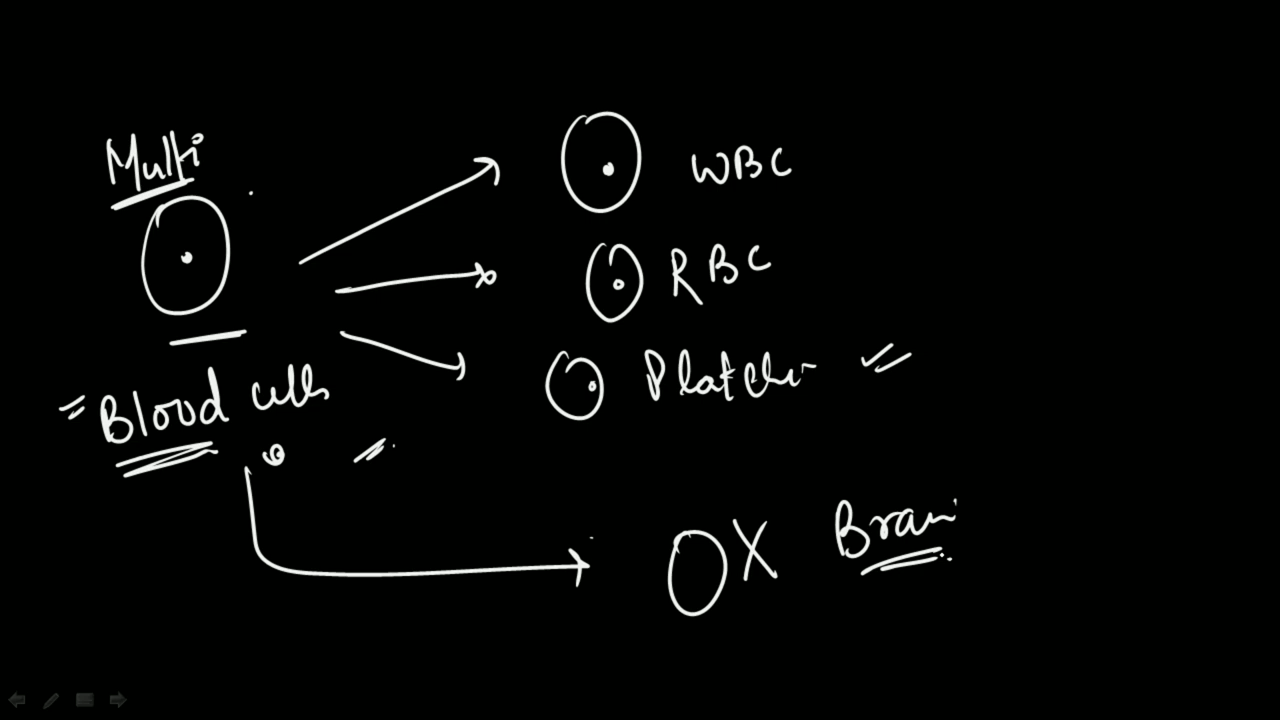 Multi
WBC
RBC
Platelets
Blood cells
X Brain